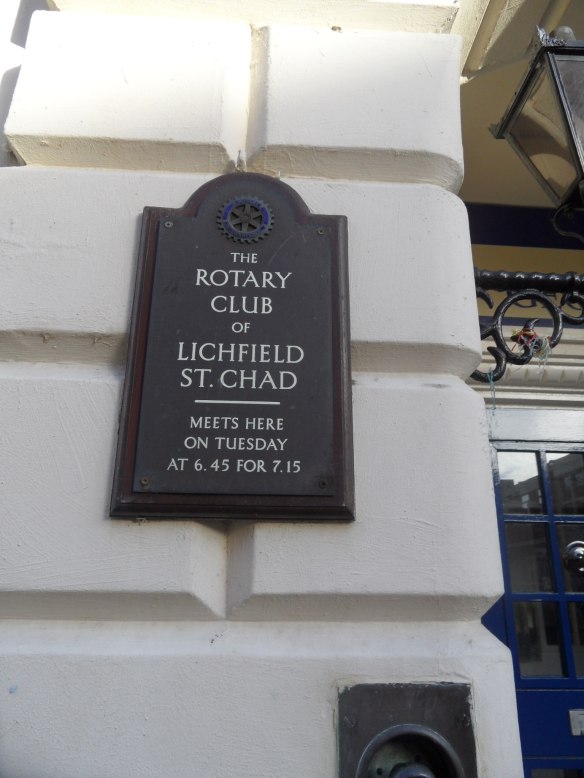 THE
ROTARY
CLUB
OF
LICHFIELD
ST. CHAD
MEETS HERE
ON TUESDAY
AT 6.45 FOR 7.15